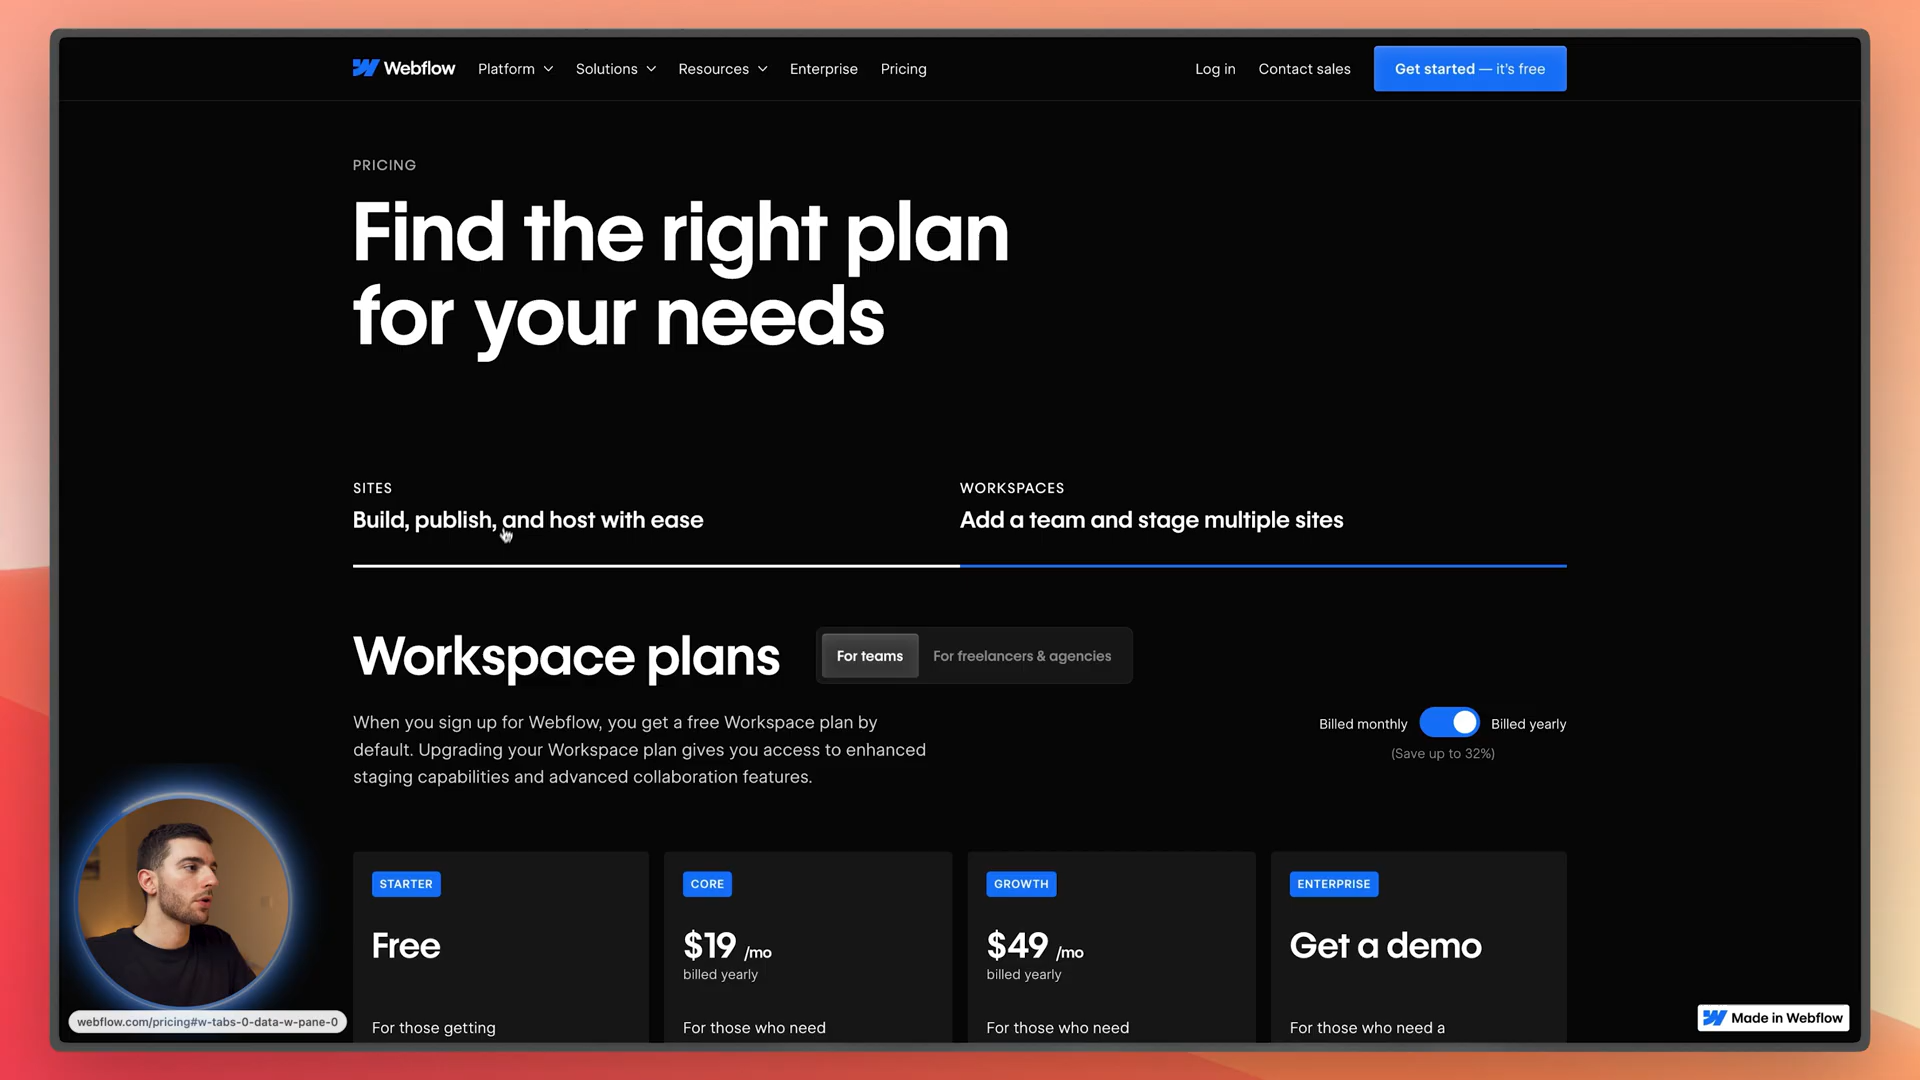 Webflow
Platform
Solutions
Resources
Enterprise
Pricing
Log in
Contact sales
Get started — it's free
PRICING
Find the right plan
for your needs
SITES
Build, publish, and host with ease
WORKSPACES
Add a team and stage multiple sites
Workspace plans
For teams
For freelancers & agencies
When you sign up for Webflow, you get a free Workspace plan by
default. Upgrading your Workspace plan gives you access to enhanced
staging capabilities and advanced collaboration features.
Billed monthly
Billed yearly
(Save up to 32%)
STARTER
Free
For those getting
CORE
$19 /mo
billed yearly
For those who need
GROWTH
$49 /mo
billed yearly
For those who need
ENTERPRISE
Get a demo
For those who need a
webflow.com/pricing#w-tabs-0-data-w-pane-0
Made in Webflow